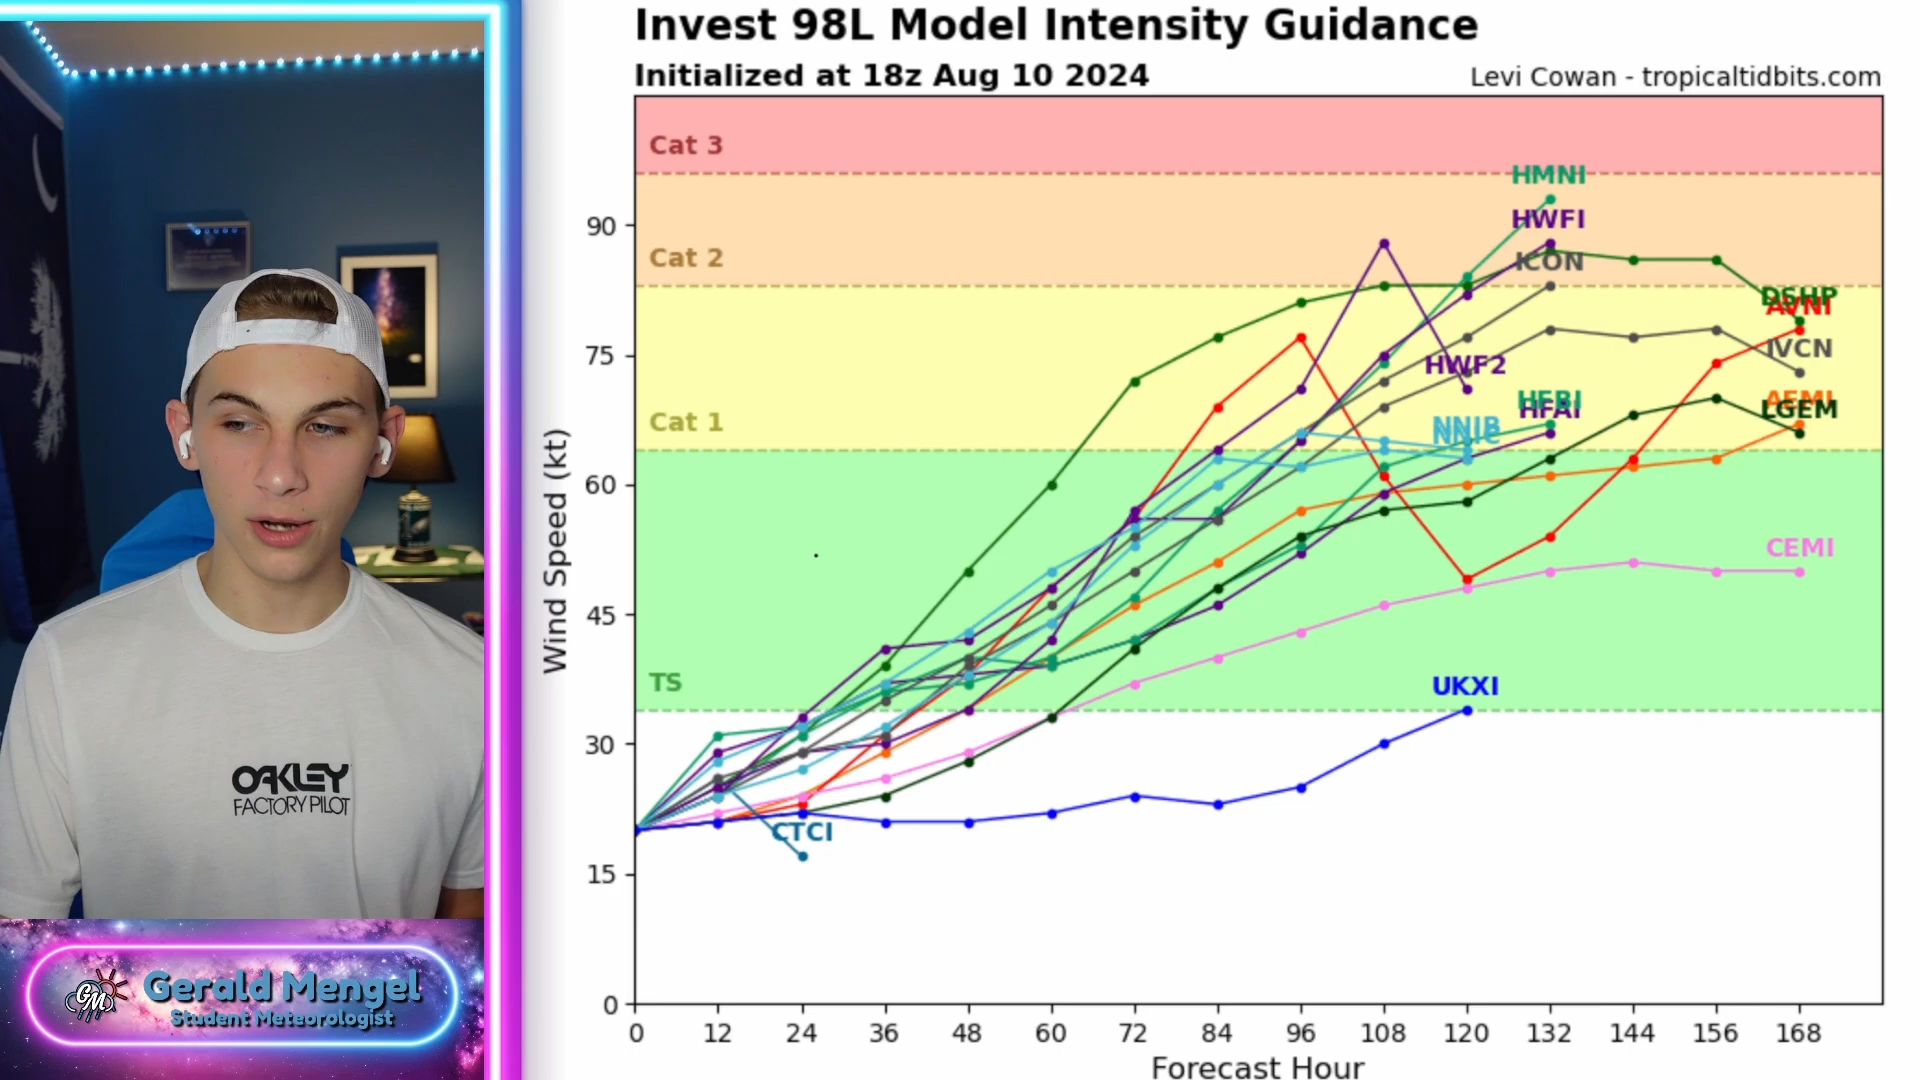 Invest 98L Model Intensity Guidance
Initialized at 18z Aug 10 2024
Levi Cowan - tropicaltidbits.com
Cat 3
HMNI
HWFI
90
Cat 2
ICON
DSHP
AVNI
75
IVCN
HWF2
HFBI
HFAI
AEMI
LGEM
Cat 1
NNIB
NNIC
60
Wind Speed (kt)
CEMI
45
TS
UKXI
30
CTCI
15
0
0 12 24 36 48 60 72 84 96 108 120 132 144 156 168
Forecast Hour
OAKLEY
FACTORY PILOT
GM
Gerald Mengel
Student Meteorologist